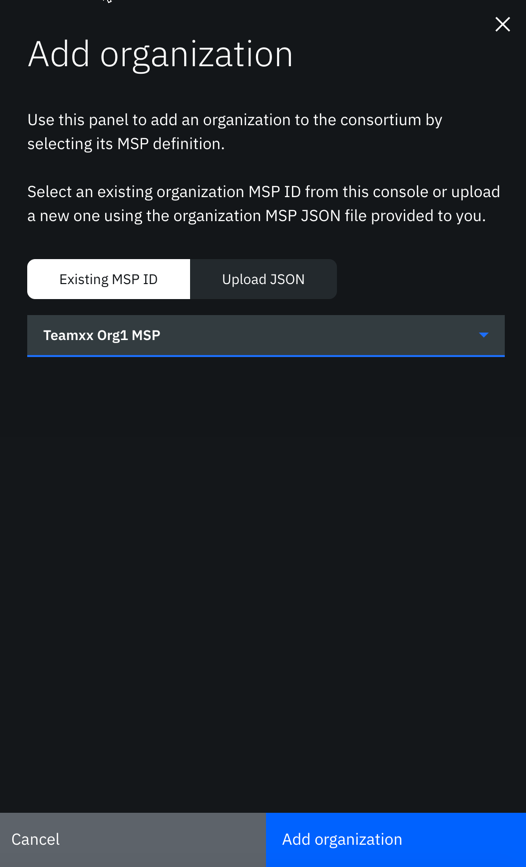 Add organization
Use this panel to add an organization to the consortium by
selecting its MSP definition.
Select an existing organization MSP ID from this console or upload
a new one using the organization MSP JSON file provided to you.
Existing MSP ID
Upload JSON
Teamxx Org1 MSP
Cancel
Add organization